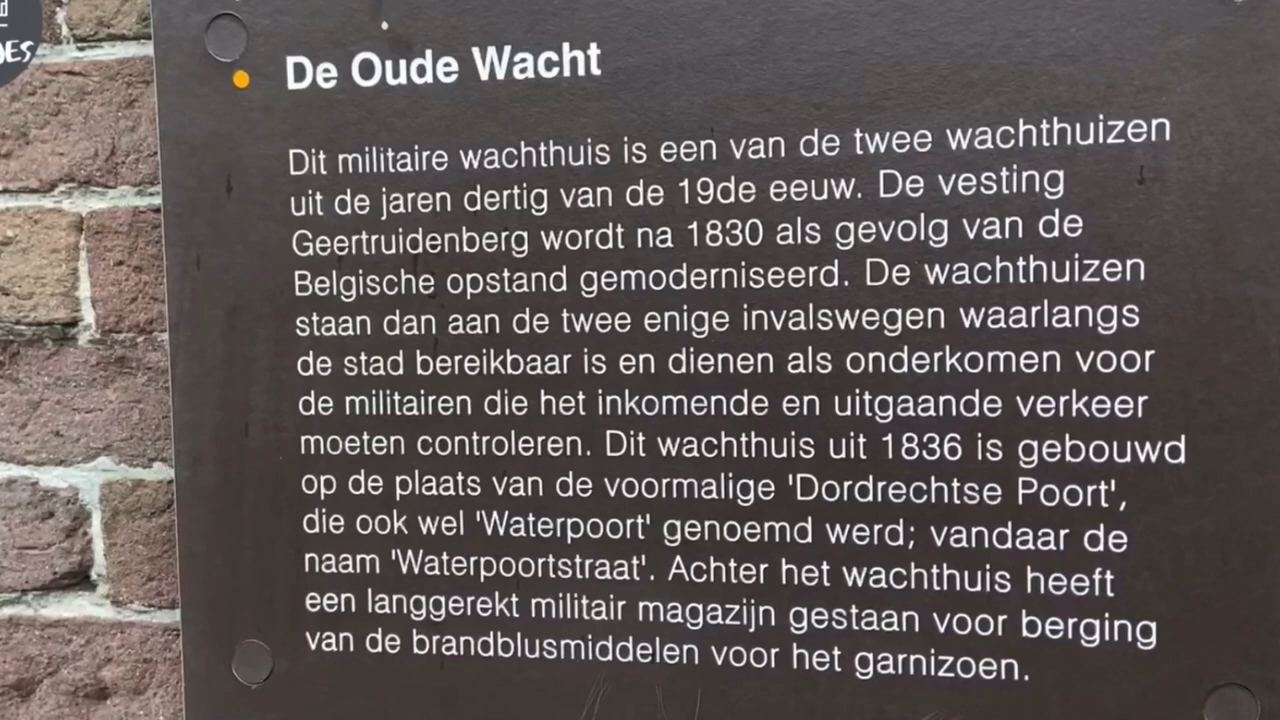 De Oude Wacht
Dit militaire wachthuis is een van de twee wachthuizen
uit de jaren dertig van de 19de eeuw. De vesting
Geertruidenberg wordt na 1830 als gevolg van de
Belgische opstand gemoderniseerd. De wachthuizen
staan dan aan de twee enige invalswegen waarlangs
de stad bereikbaar is en dienen als onderkomen voor
de militairen die het inkomende en uitgaande verkeer
moeten controleren. Dit wachthuis uit 1836 is gebouwd
op de plaats van de voormalige 'Dordrechtse Poort',
die ook wel 'Waterpoort' genoemd werd; vandaar de
naam 'Waterpoortstraat'. Achter het wachthuis heeft
een langgerekt militair magazijn gestaan voor berging
van de brandblusmiddelen voor het garnizoen.